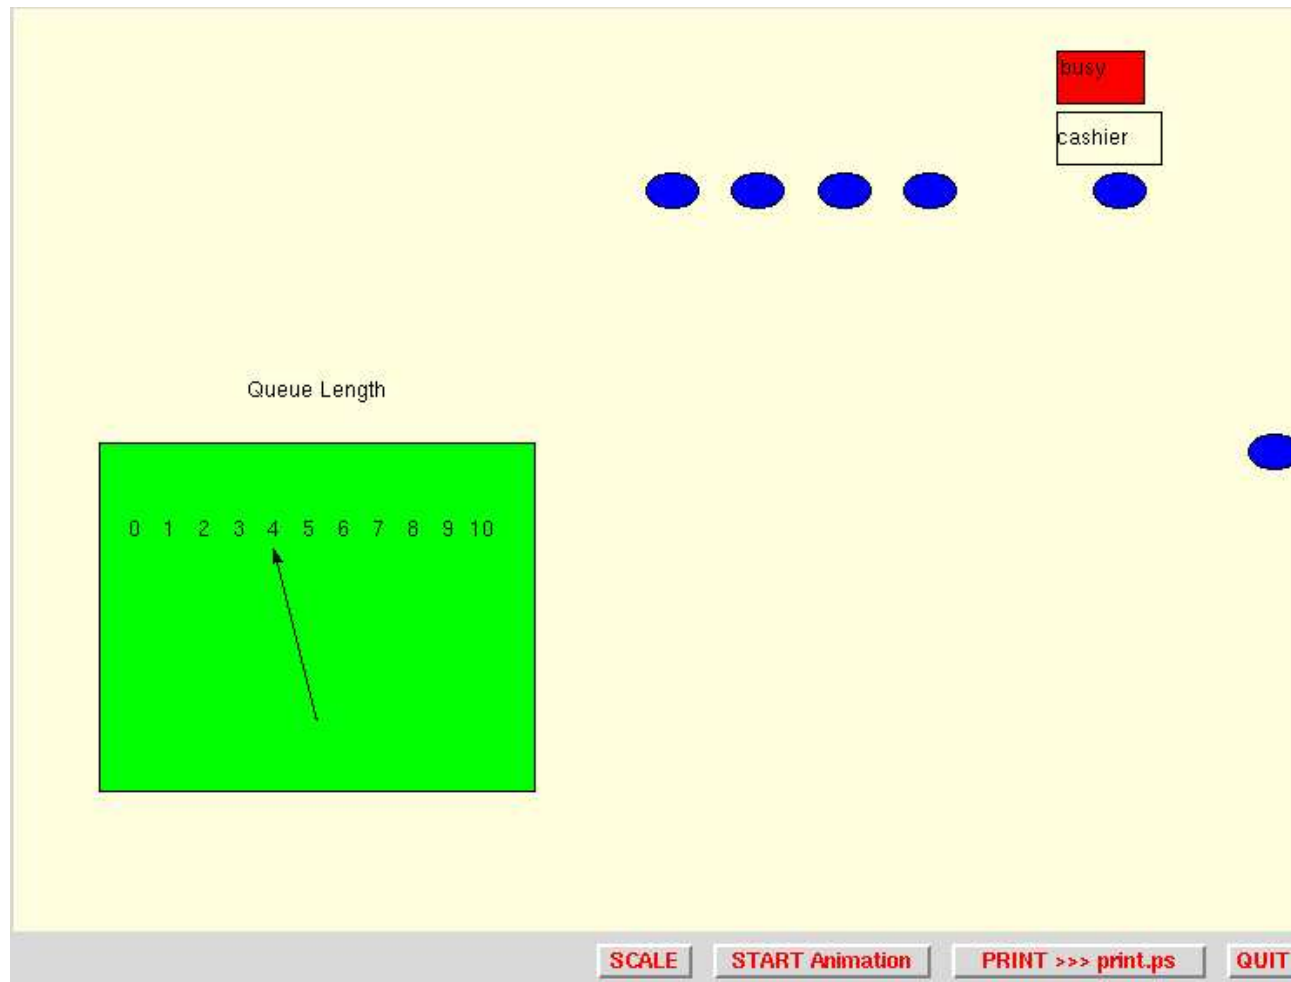 busy
cashier
Queue Length
0 1 2 3 4 5 6 7 8 9 10
SCALE START Animation PRINT >>> print.ps QUIT